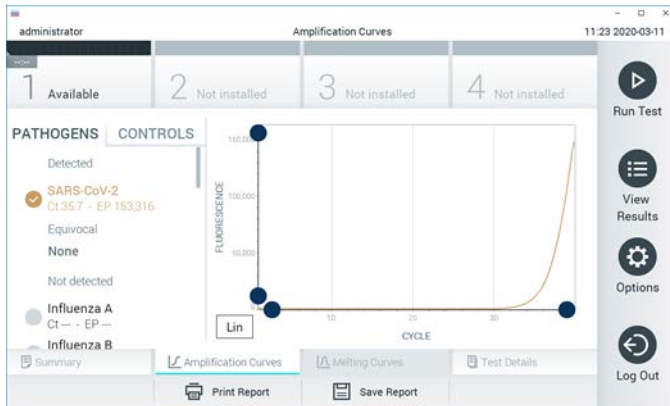 administrator
Amplification Curves
11:23 2020-03-11
1 Available
2 Not installed
3 Not installed
4 Not installed
Run Test
PATHOGENS CONTROLS
Detected
SARS-CoV-2
Ct 35.7 - EP 153,316
Equivocal
None
Not detected
Influenza A
Ct — - EP —
Influenza B
FLUORESCENCE
100,000
10
20
30
CYCLE
Lin
View
Results
Options
Log Out
Summary
Amplification Curves
Melting Curves
Test Details
Print Report
Save Report